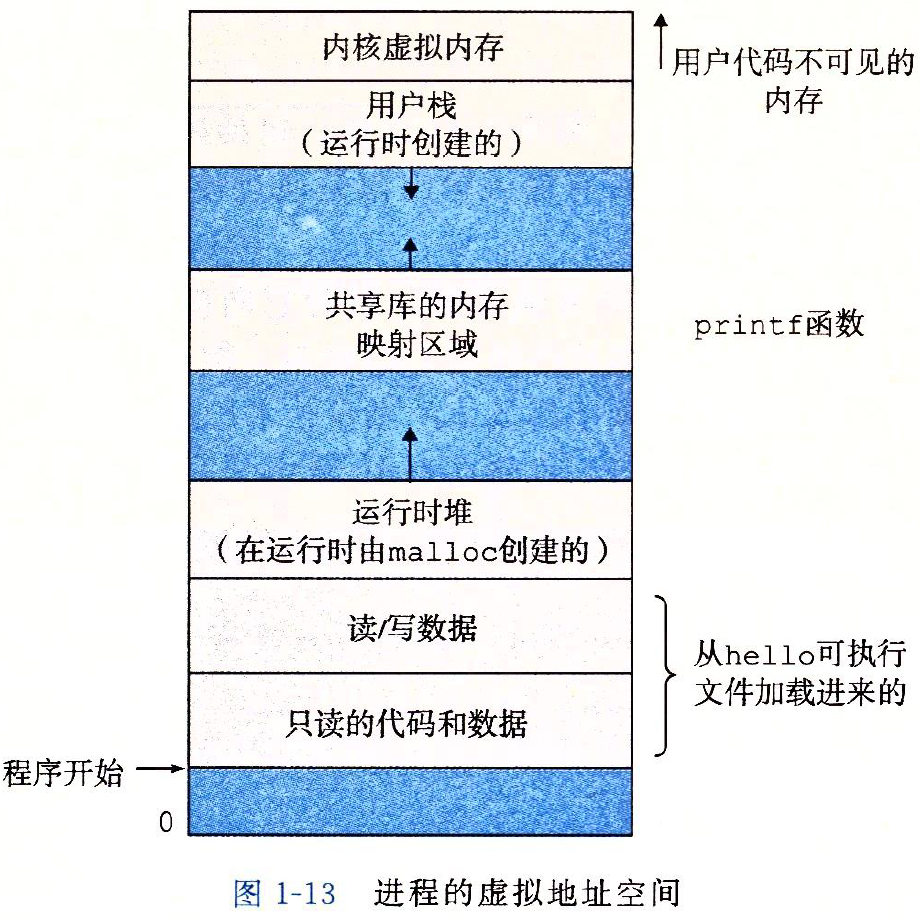 内核虚拟内存
用户代码不可见的
内存
用户栈
（运行时创建的）
共享库的内存
映射区域
printf函数
运行时堆
（在运行时由malloc创建的）
读/写数据
从hello可执行
文件加载进来的
只读的代码和数据
程序开始
0
图 1-13 进程的虚拟地址空间